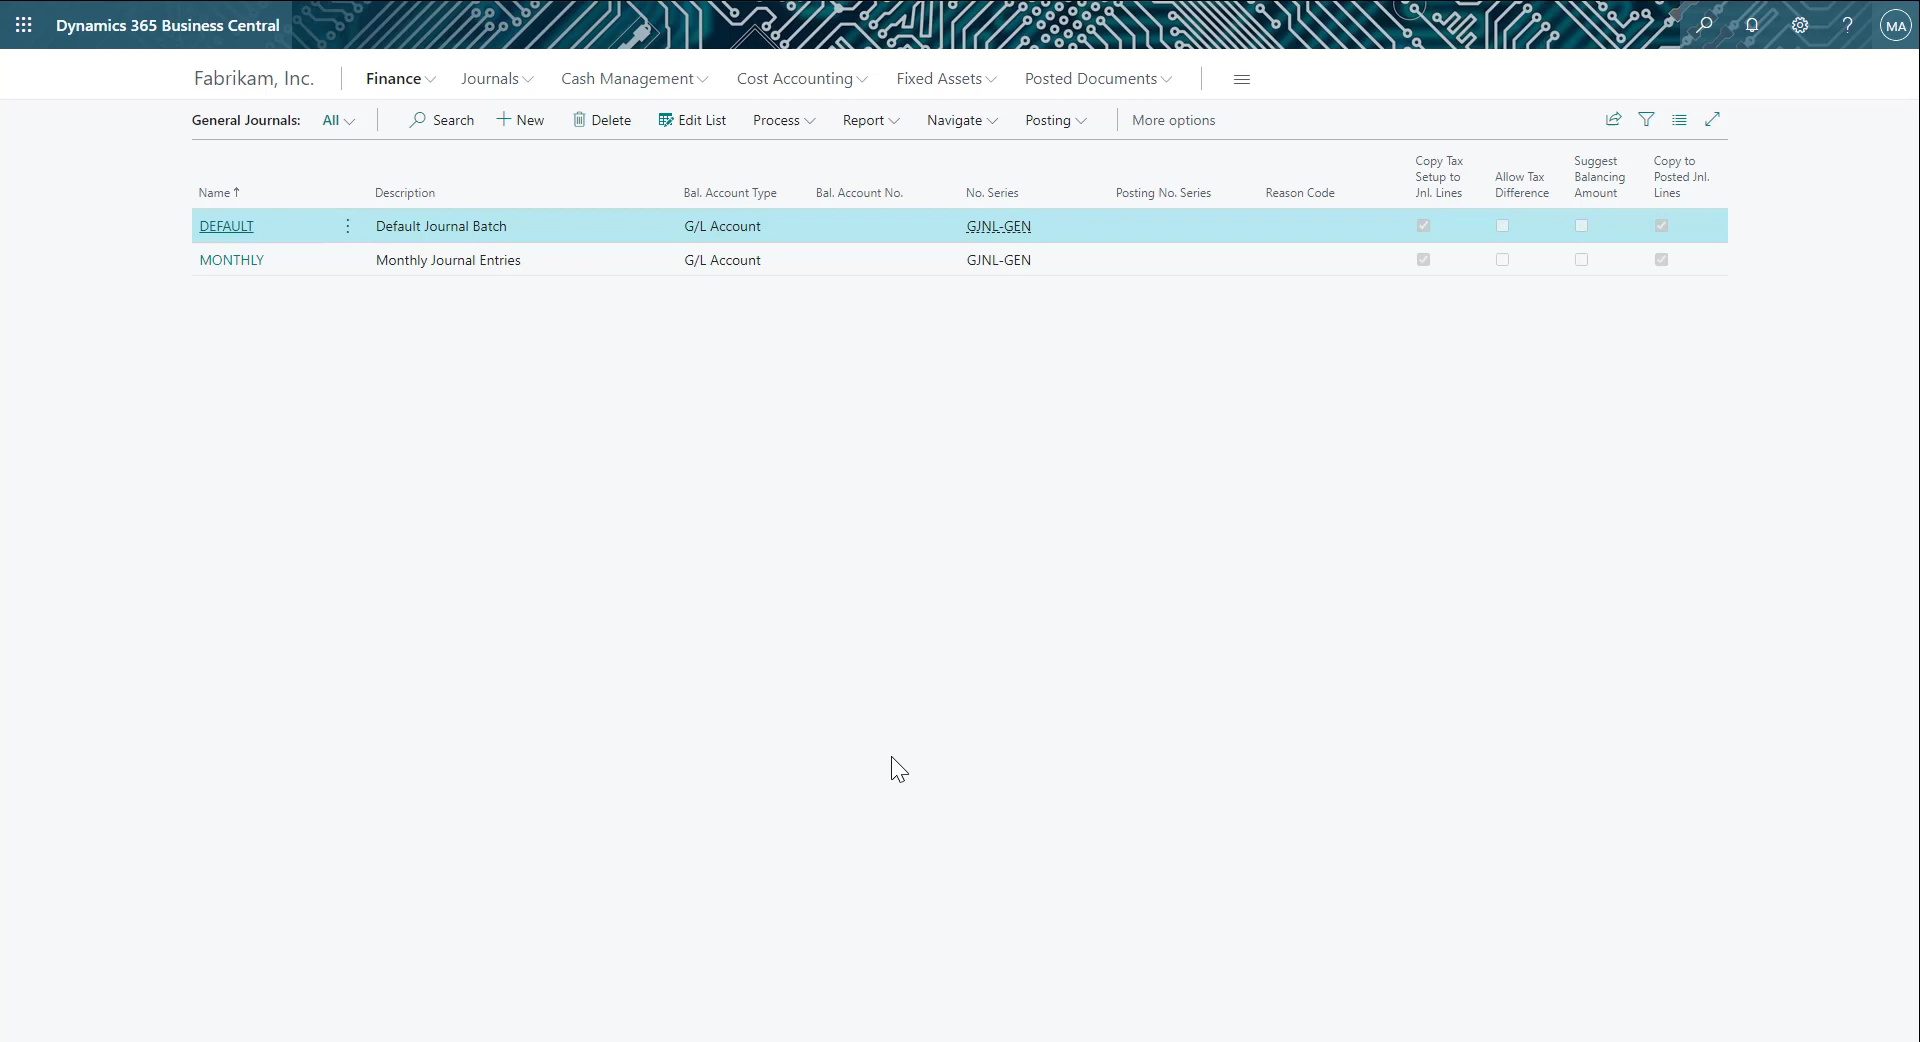 Dynamics 365 Business Central
MA
Fabrikam, Inc.
Finance
Journals
Cash Management
Cost Accounting
Fixed Assets
Posted Documents
General Journals:
All
Search
New
Delete
Edit List
Process
Report
Navigate
Posting
More options
Name ↑
Description
Bal. Account Type
Bal. Account No.
No. Series
Posting No. Series
Reason Code
Copy Tax
Setup to
Jnl. Lines
Allow Tax
Difference
Suggest
Balancing
Amount
Copy to
Posted Jnl.
Lines
DEFAULT
Default Journal Batch
G/L Account
GJNL-GEN
MONTHLY
Monthly Journal Entries
G/L Account
GJNL-GEN